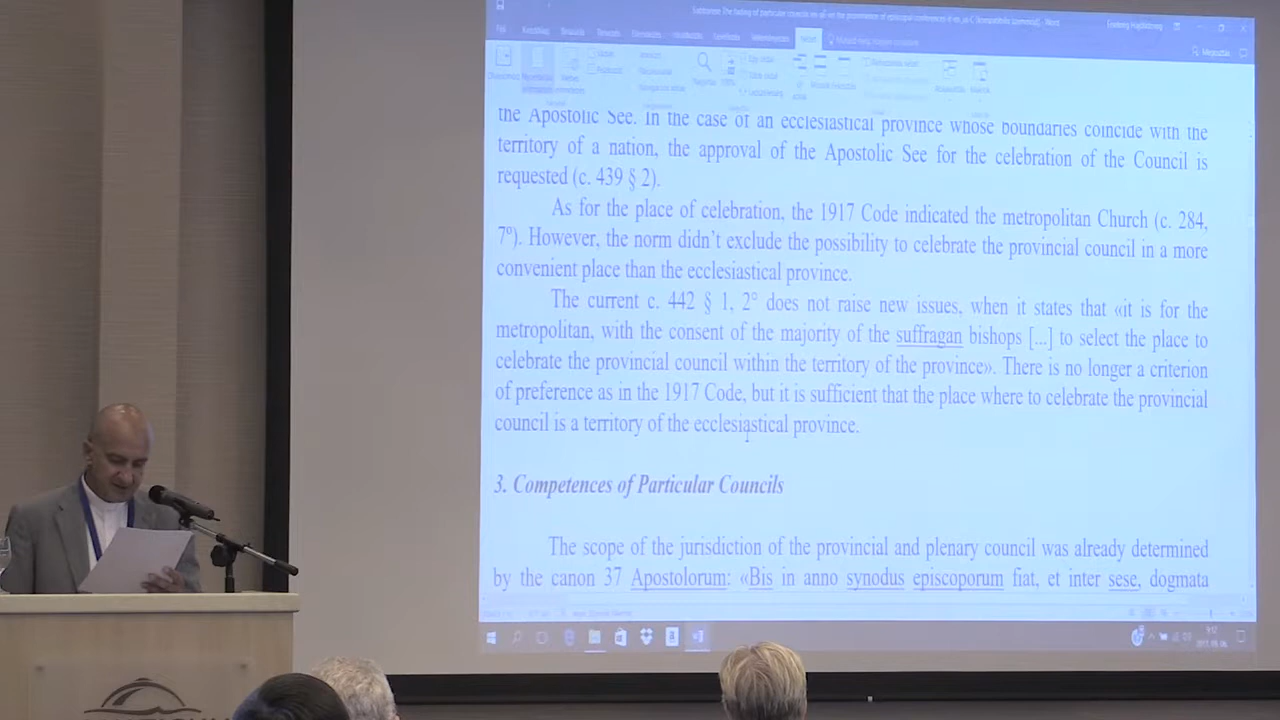 the Apostolic See. In the case of an ecclesiastical province whose boundaries coincide with the
territory of a nation, the approval of the Apostolic See for the celebration of the Council is
requested (c. 439 § 2).
As for the place of celebration, the 1917 Code indicated the metropolitan Church (c. 284,
7°). However, the norm didn’t exclude the possibility to celebrate the provincial council in a more
convenient place than the ecclesiastical province.
The current c. 442 § 1, 2° does not raise new issues, when it states that «it is for the
metropolitan, with the consent of the majority of the suffragan bishops [...] to select the place to
celebrate the provincial council within the territory of the province». There is no longer a criterion
of preference as in the 1917 Code, but it is sufficient that the place where to celebrate the provincial
council is a territory of the ecclesiastical province.
3. Competences of Particular Councils
The scope of the jurisdiction of the provincial and plenary council was already determined
by the canon 37 Apostolorum: «Bis in anno synodus episcoporum fiat, et inter sese, dogmata